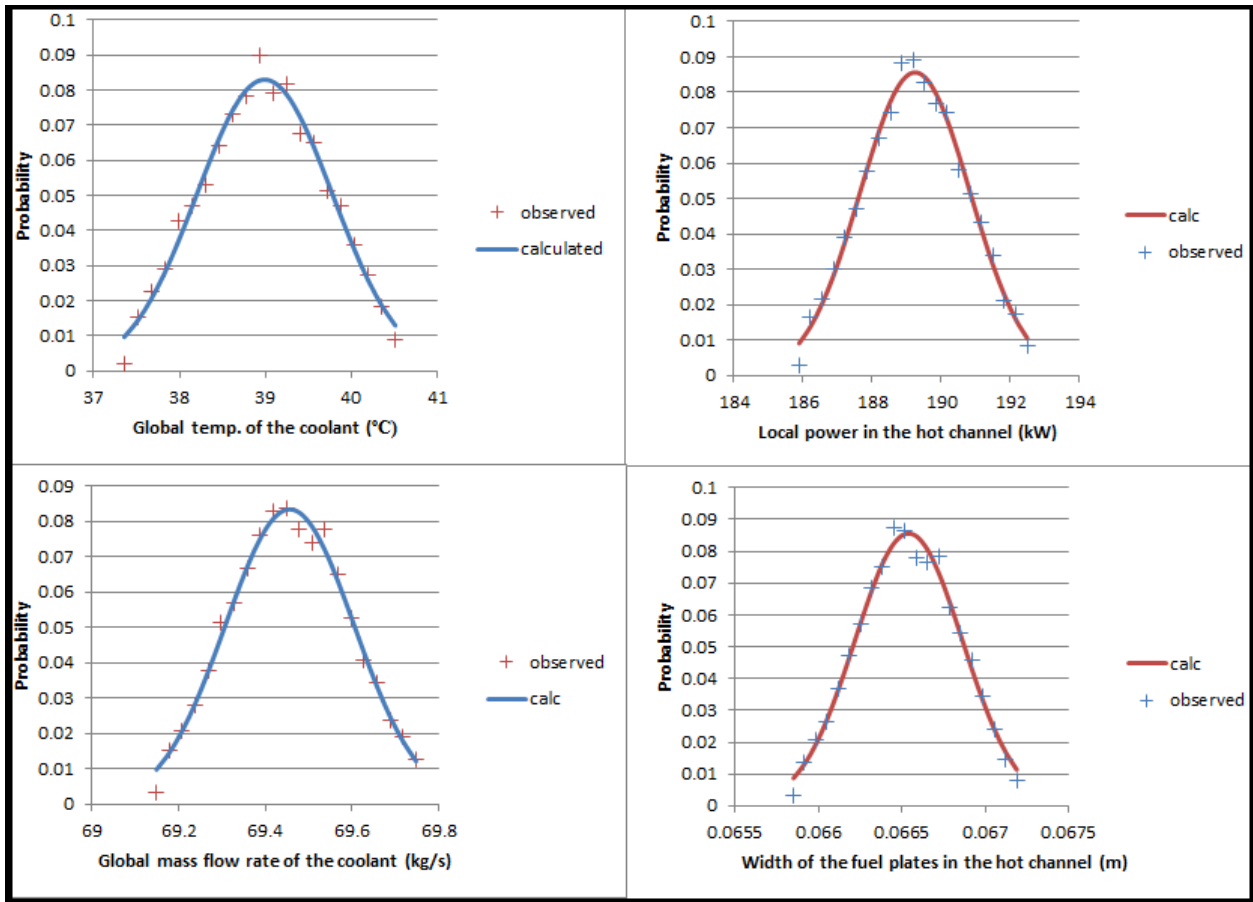 0.1
0.09
0.08
0.07
0.06
0.05
0.04
0.03
0.02
0.01
0
Probability
37 38 39 40 41
Global temp. of the coolant (°C)
observed
calculated
0.1
0.09
0.08
0.07
0.06
0.05
0.04
0.03
0.02
0.01
0
Probability
184 186 188 190 192 194
Local power in the hot channel (kW)
calc
observed
0.09
0.08
0.07
0.06
0.05
0.04
0.03
0.02
0.01
0
Probability
69 69.2 69.4 69.6 69.8
Global mass flow rate of the coolant (kg/s)
observed
calc
0.1
0.09
0.08
0.07
0.06
0.05
0.04
0.03
0.02
0.01
0
Probability
0.0655 0.066 0.0665 0.067 0.0675
Width of the fuel plates in the hot channel (m)
calc
observed